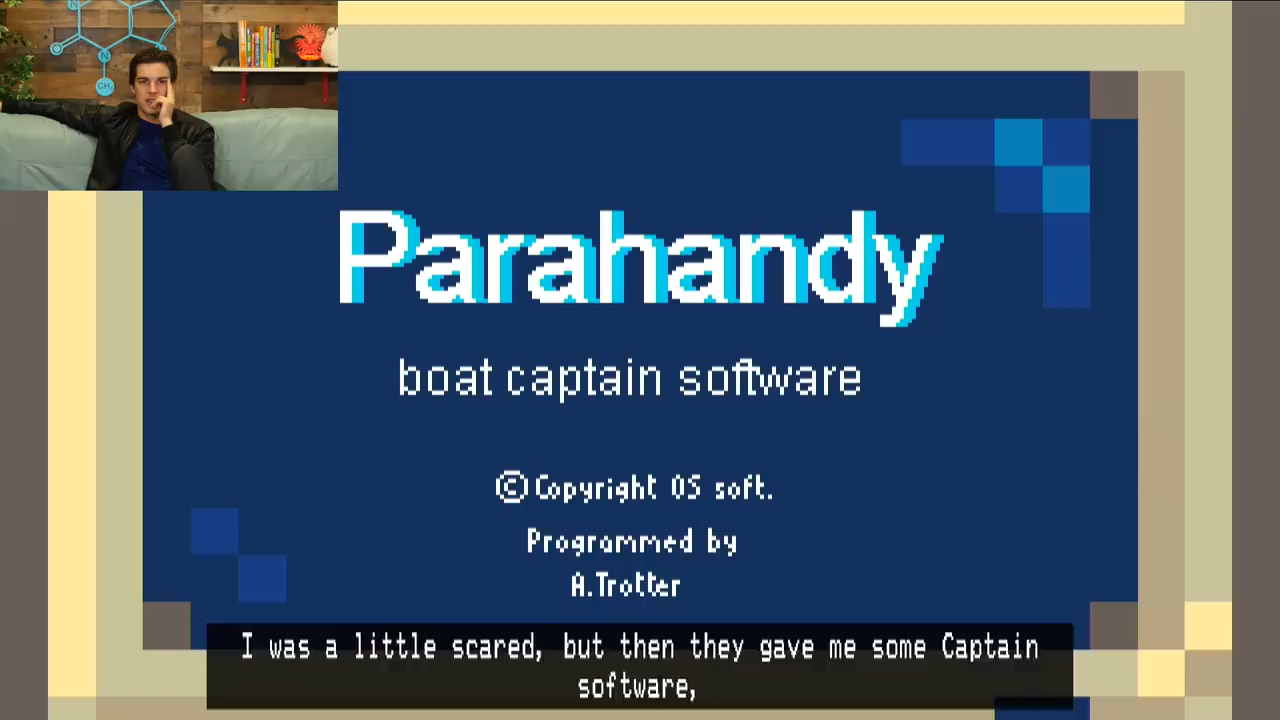 N
N
CH₃
Parahandy
boat captain software
© Copyright OS soft.
Programmed by
A.Trotter
I was a little scared, but then they gave me some Captain
software,